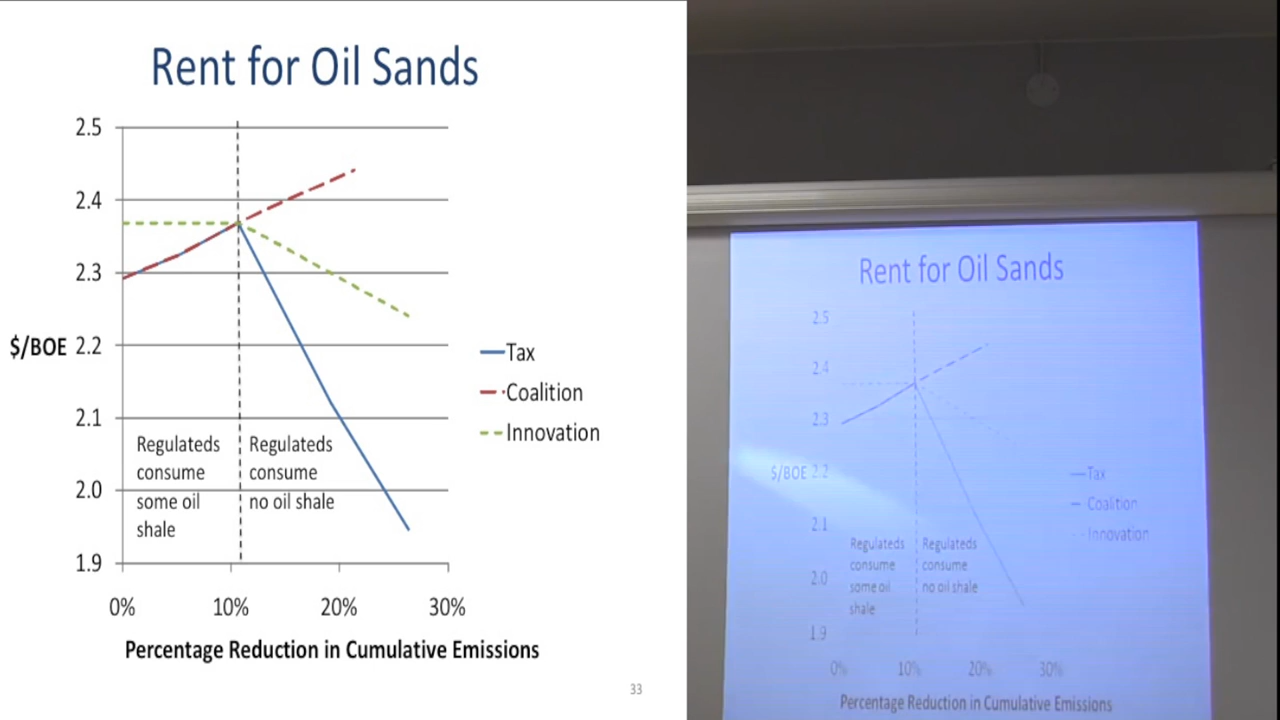 Rent for Oil Sands
2.5
2.4
2.3
$/BOE 2.2
2.1
2.0
1.9
Regulateds
consume
some oil
shale
Regulateds
consume
no oil shale
Tax
Coalition
Innovation
0% 10% 20% 30%
Percentage Reduction in Cumulative Emissions
33
Rent for Oil Sands
2.5
2.4
2.3
$/BOE 2.2
2.1
2.0
1.9
Regulateds
consume
some oil
shale
Regulateds
consume
no oil shale
Tax
Coalition
Innovation
0% 10% 20% 30%
Percentage Reduction in Cumulative Emissions